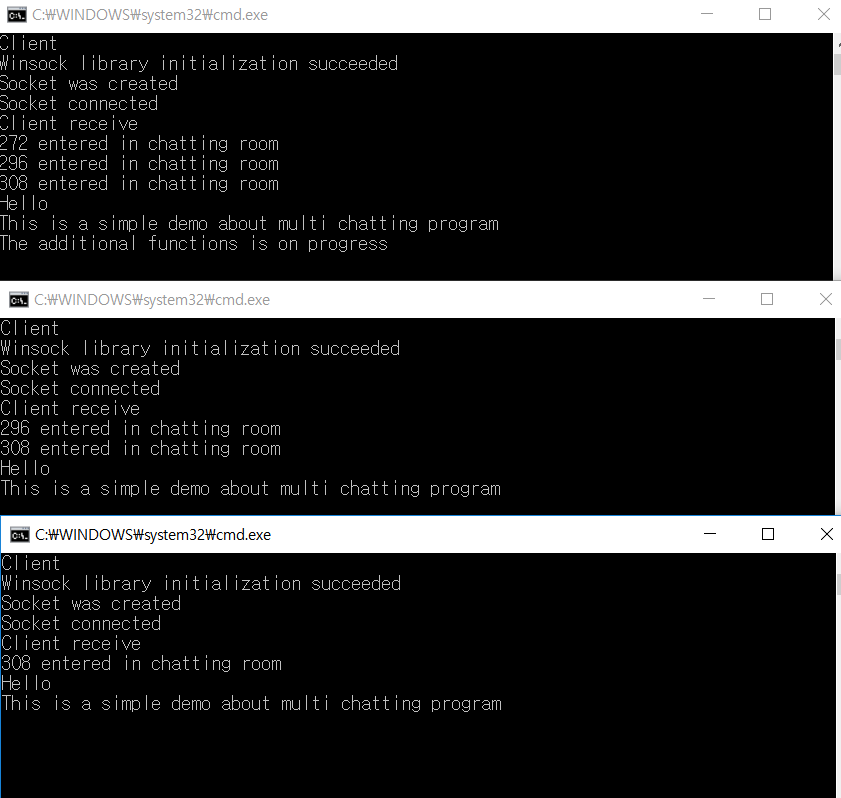 C:₩WINDOWS₩system32₩cmd.exe
Client
Winsock library initialization succeeded
Socket was created
Socket connected
Client receive
272 entered in chatting room
296 entered in chatting room
308 entered in chatting room
Hello
This is a simple demo about multi chatting program
The additional functions is on progress
C:₩WINDOWS₩system32₩cmd.exe
Client
Winsock library initialization succeeded
Socket was created
Socket connected
Client receive
296 entered in chatting room
308 entered in chatting room
Hello
This is a simple demo about multi chatting program
C:₩WINDOWS₩system32₩cmd.exe
Client
Winsock library initialization succeeded
Socket was created
Socket connected
Client receive
308 entered in chatting room
Hello
This is a simple demo about multi chatting program